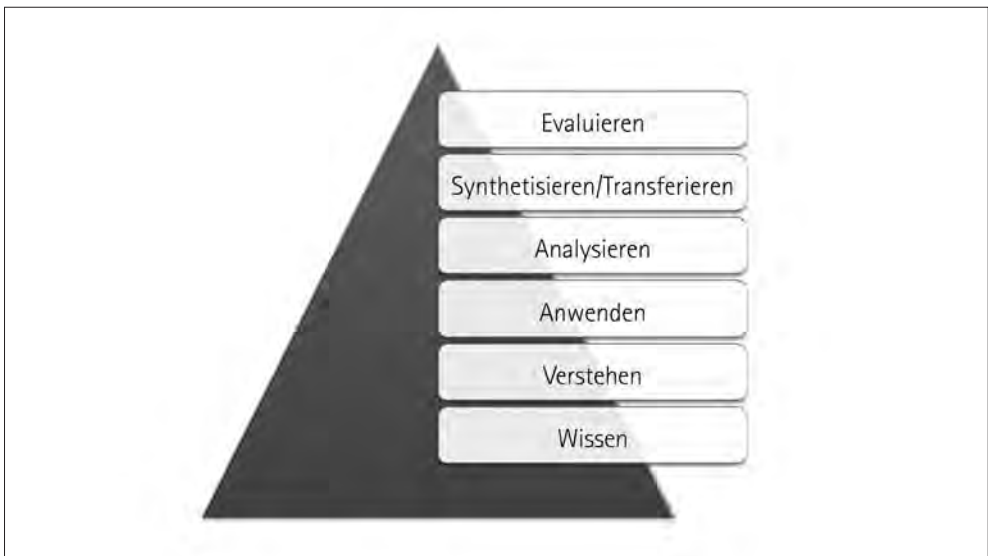 Evaluieren
Synthetisieren/Transferieren
Analysieren
Anwenden
Verstehen
Wissen